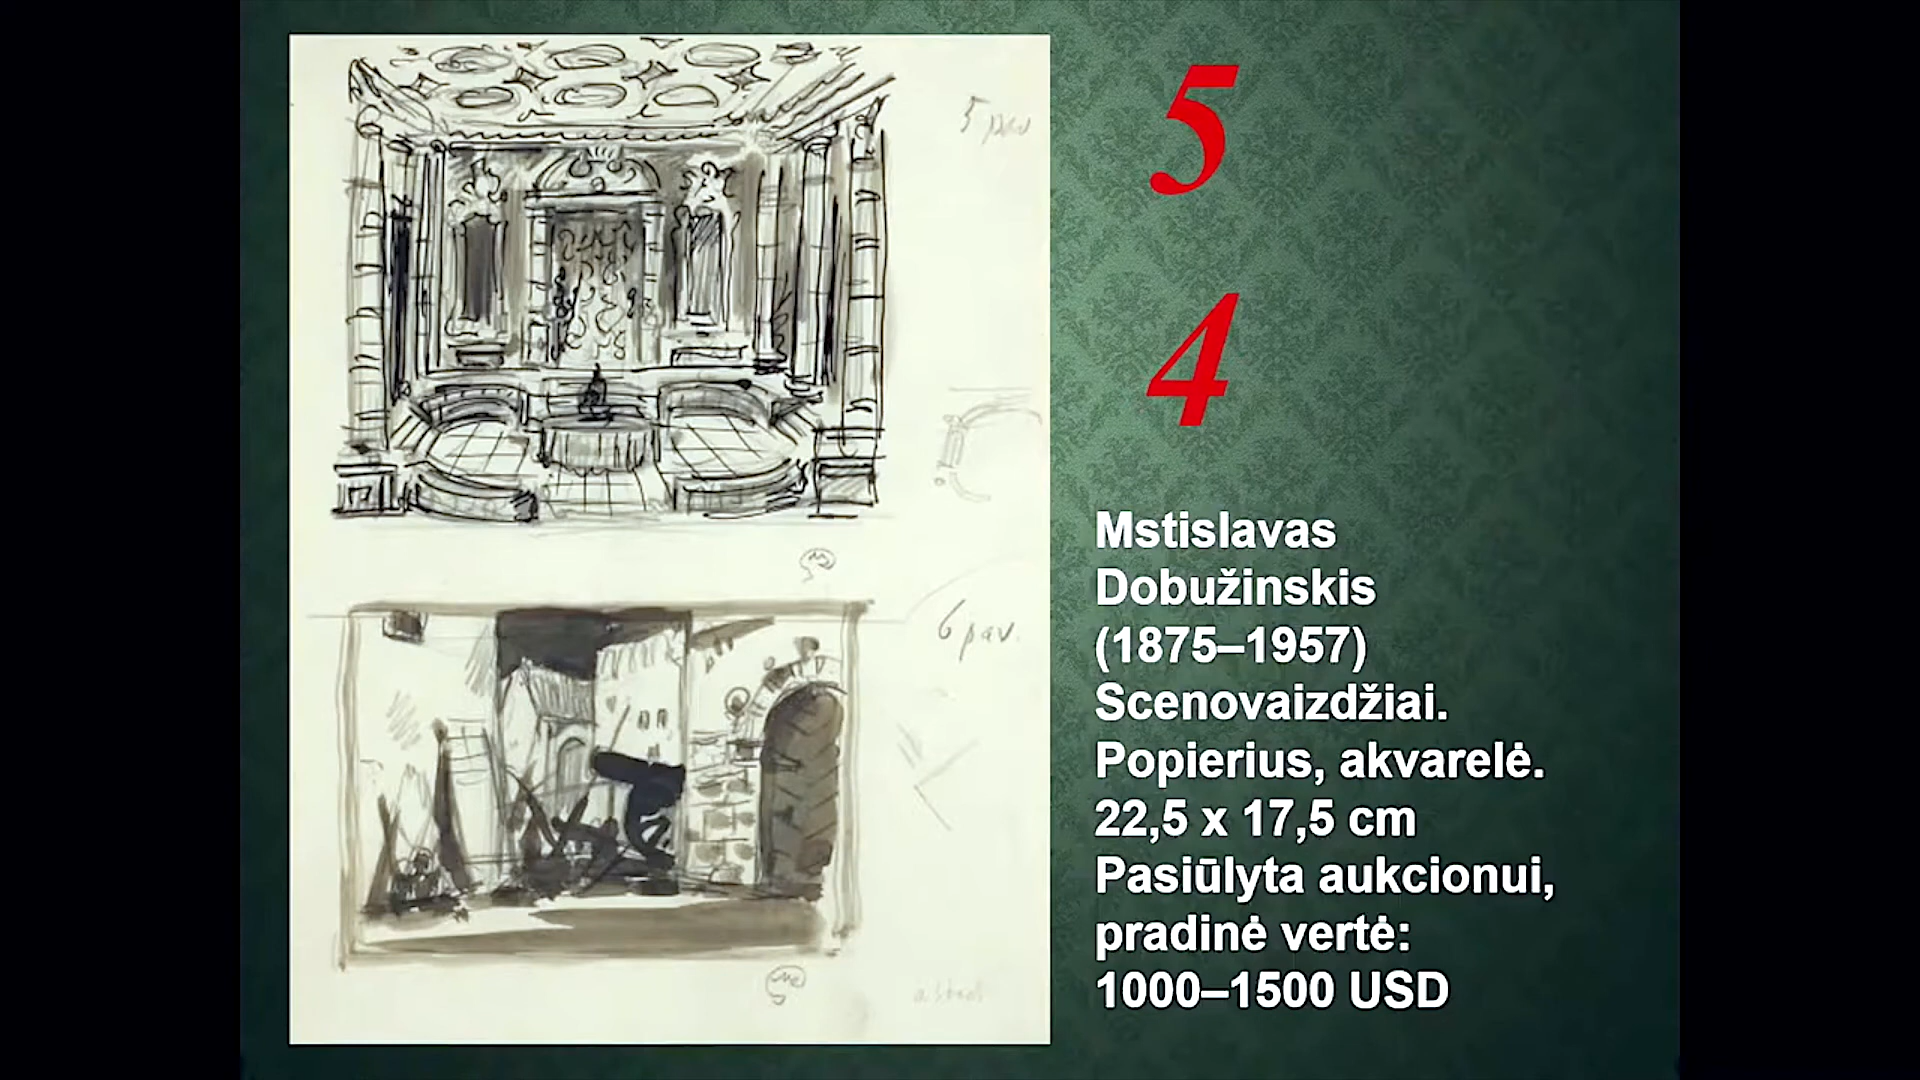 5 pav
6 pav.
5
4
Mstislavas
Dobužinskis
(1875–1957)
Scenovaizdžiai.
Popierius, akvarelė.
22,5 x 17,5 cm
Pasiūlyta aukcionui,
pradinė vertė:
1000–1500 USD